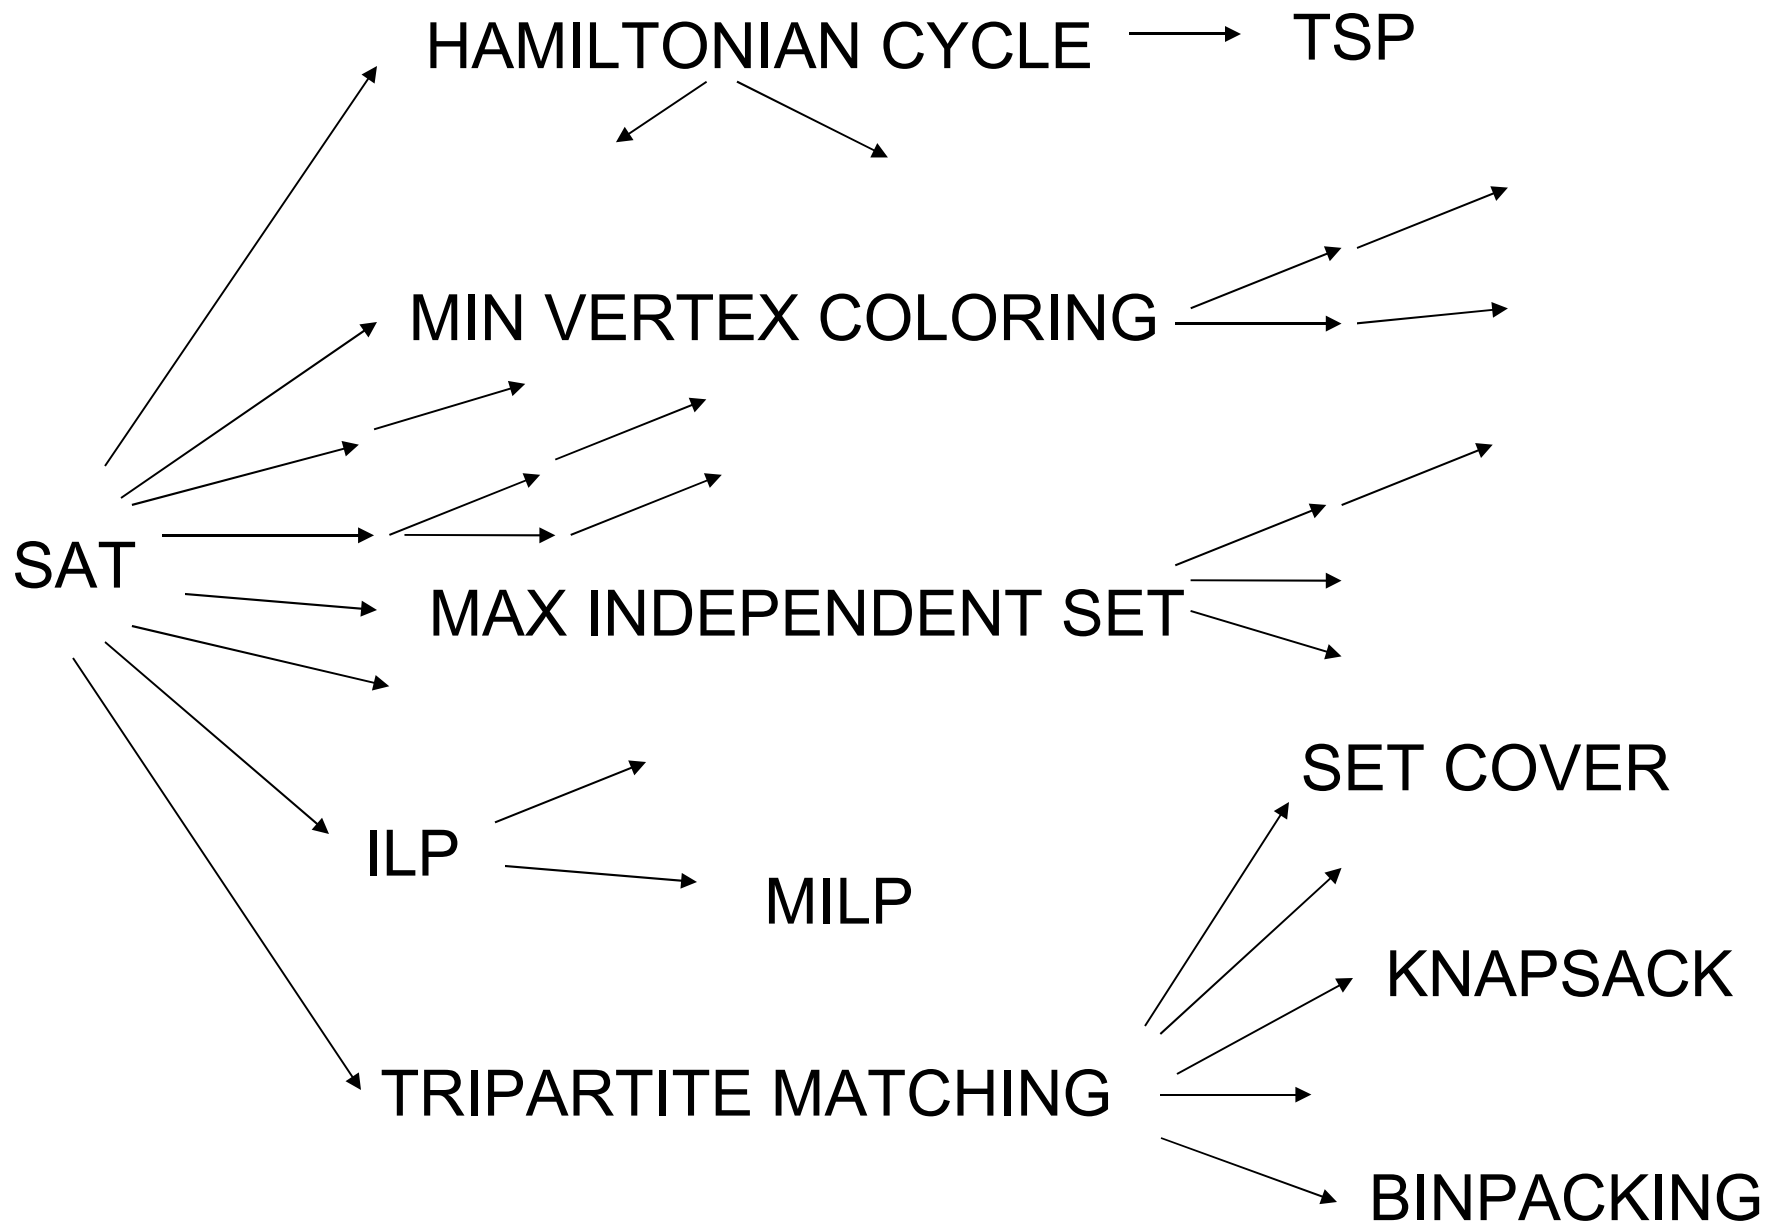 HAMILTONIAN CYCLE
TSP
MIN VERTEX COLORING
SAT
MAX INDEPENDENT SET
SET COVER
ILP
MILP
KNAPSACK
TRIPARTITE MATCHING
BINPACKING